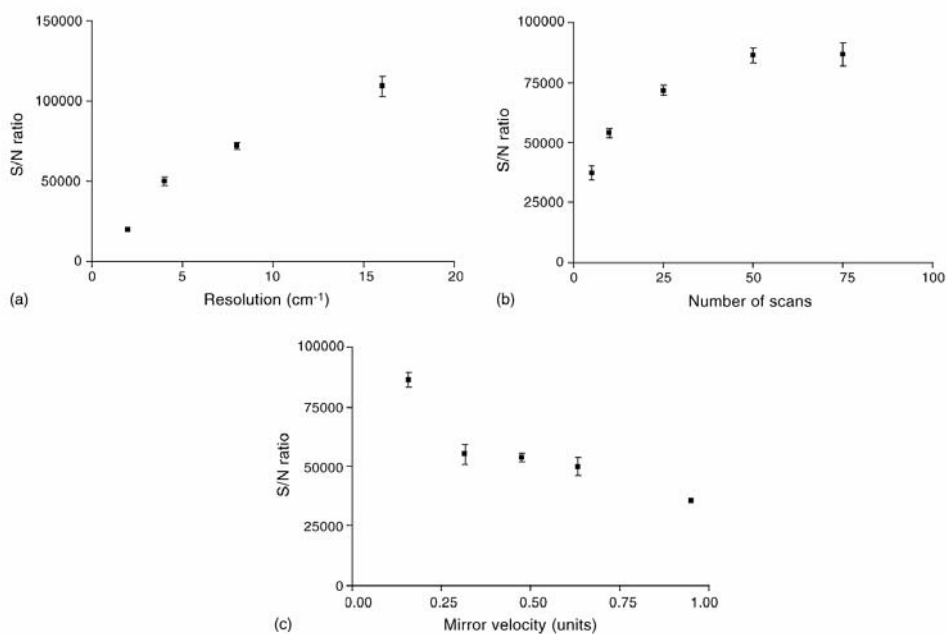 150000
100000
50000
0
S/N ratio
0 5 10 15 20
(a) Resolution (cm-1)
100000
75000
50000
25000
0
S/N ratio
0 25 50 75 100
(b) Number of scans
100000
75000
50000
25000
0
S/N ratio
0.00 0.25 0.50 0.75 1.00
(c) Mirror velocity (units)